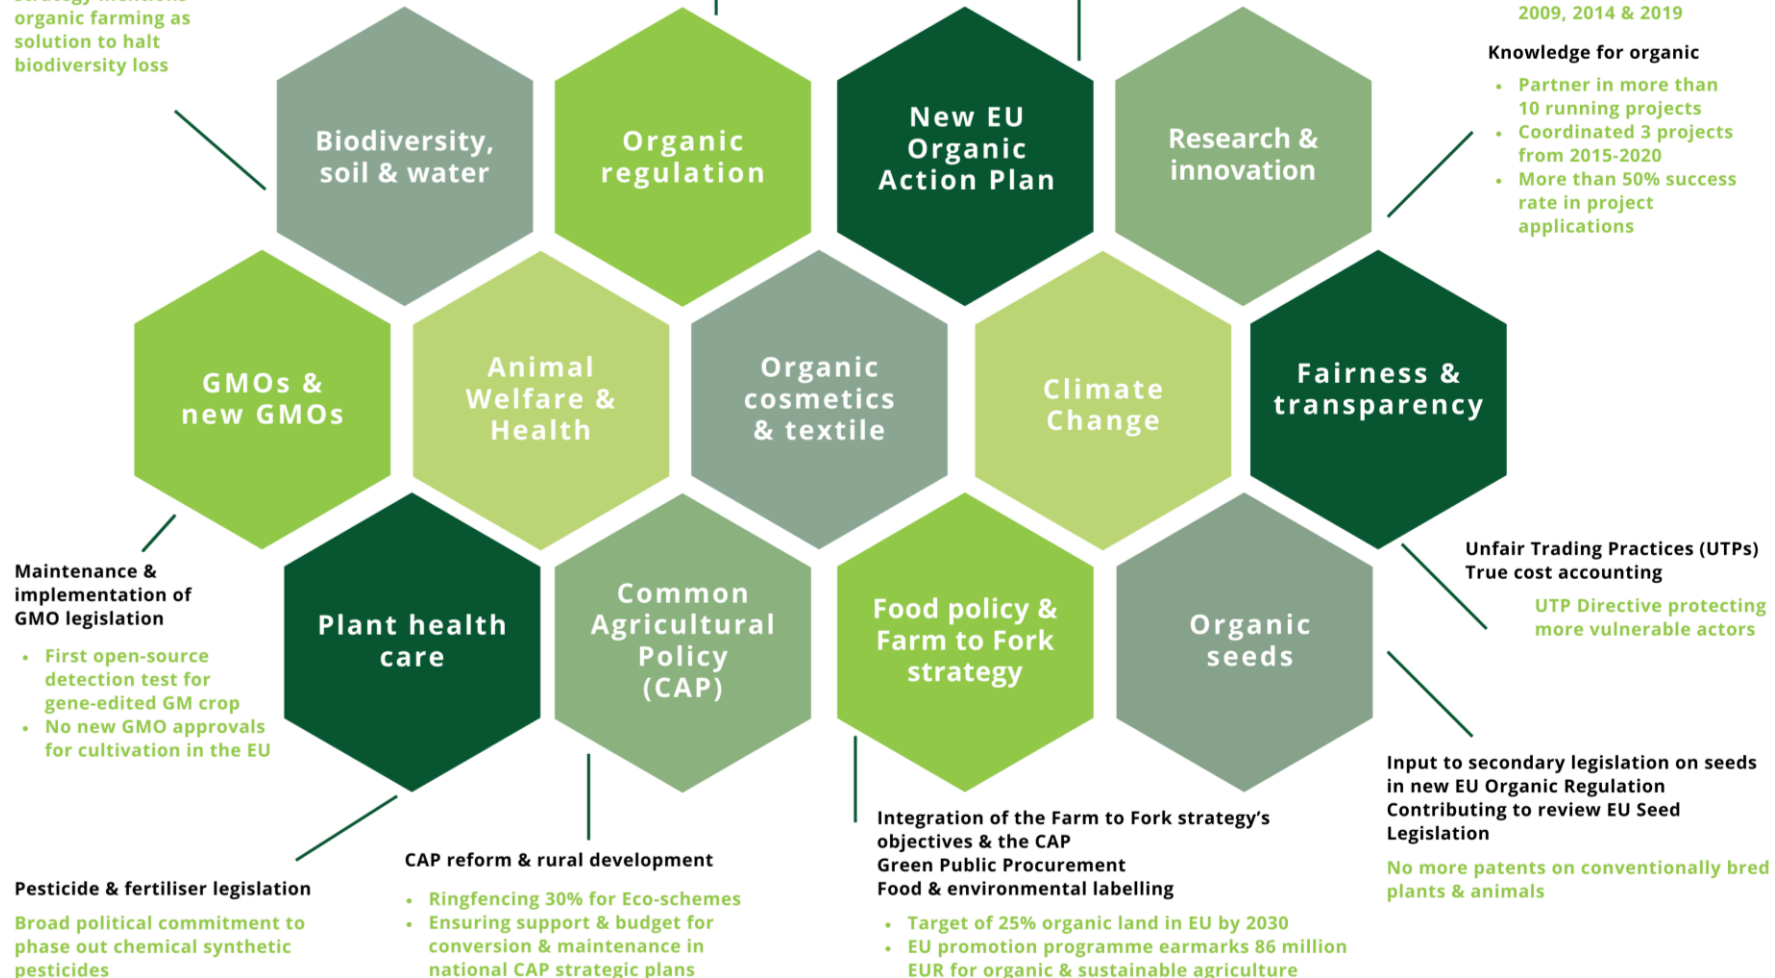 organic farming as
solution to halt
biodiversity loss
2009, 2014 & 2019
Knowledge for organic
• Partner in more than
10 running projects
• Coordinated 3 projects
from 2015-2020
• More than 50% success
rate in project
applications
Biodiversity,
soil & water
Organic
regulation
New EU
Organic
Action Plan
Research &
innovation
GMOs &
new GMOs
Animal
Welfare &
Health
Organic
cosmetics
& textile
Climate
Change
Fairness &
transparency
Maintenance &
implementation of
GMO legislation
• First open-source
detection test for
gene-edited GM crop
• No new GMO approvals
for cultivation in the EU
Plant health
care
Common
Agricultural
Policy
(CAP)
Food policy &
Farm to Fork
strategy
Organic
seeds
Unfair Trading Practices (UTPs)
True cost accounting
UTP Directive protecting
more vulnerable actors
Pesticide & fertiliser legislation
Broad political commitment to
phase out chemical synthetic
pesticides
CAP reform & rural development
• Ringfencing 30% for Eco-schemes
• Ensuring support & budget for
conversion & maintenance in
national CAP strategic plans
Integration of the Farm to Fork strategy's
objectives & the CAP
Green Public Procurement
Food & environmental labelling
• Target of 25% organic land in EU by 2030
• EU promotion programme earmarks 86 million
EUR for organic & sustainable agriculture
Input to secondary legislation on seeds
in new EU Organic Regulation
Contributing to review EU Seed
Legislation
No more patents on conventionally bred
plants & animals